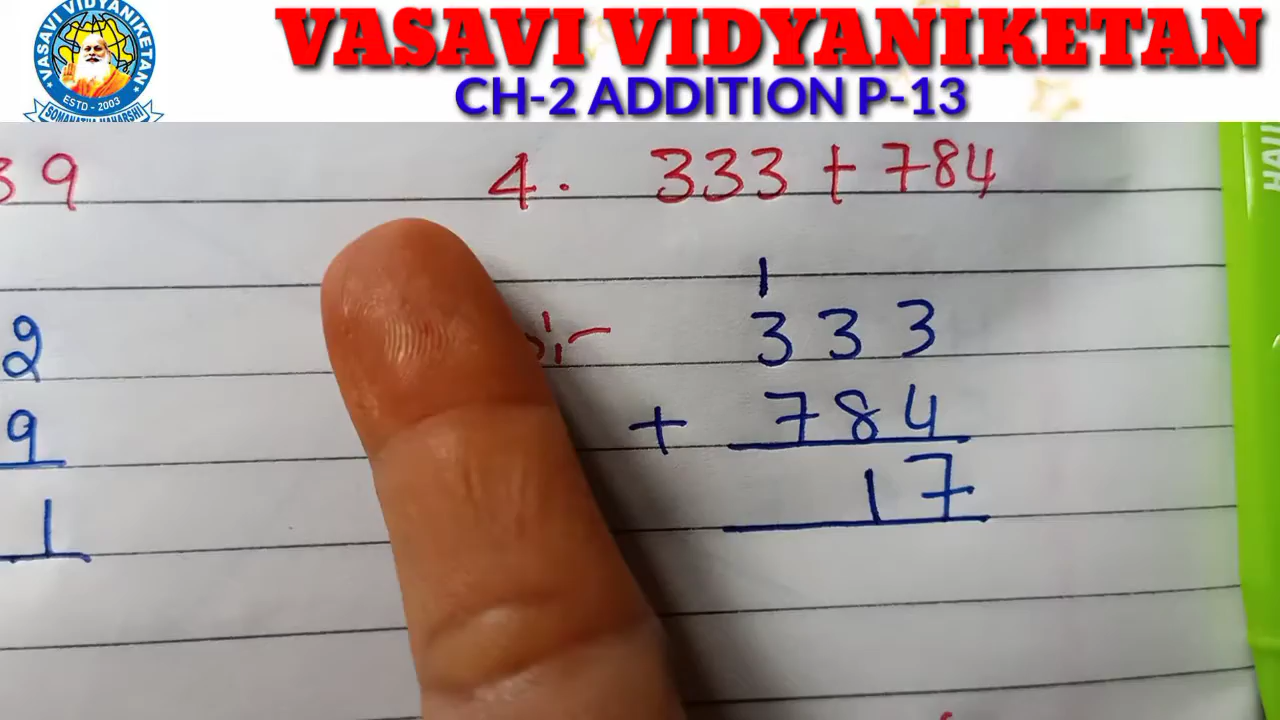 VASAVI VIDYANIKETAN
CH-2 ADDITION P-13
VASAVI VIDYANIKETAN
ESTD - 2003
SOMANATHA MAHARSHI
39
4. 333 + 784
1
2 333
9 + 784
1 17